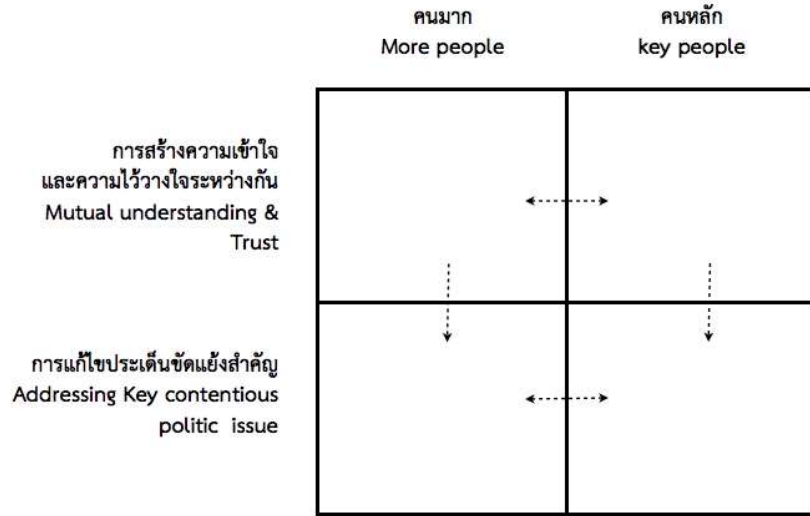 คนมาก
More people
คนหลัก
key people
การสร้างความเข้าใจ
และความไว้วางใจระหว่างกัน
Mutual understanding &
Trust
การแก้ไขประเด็นขัดแย้งสำคัญ
Addressing Key contentious
politic issue